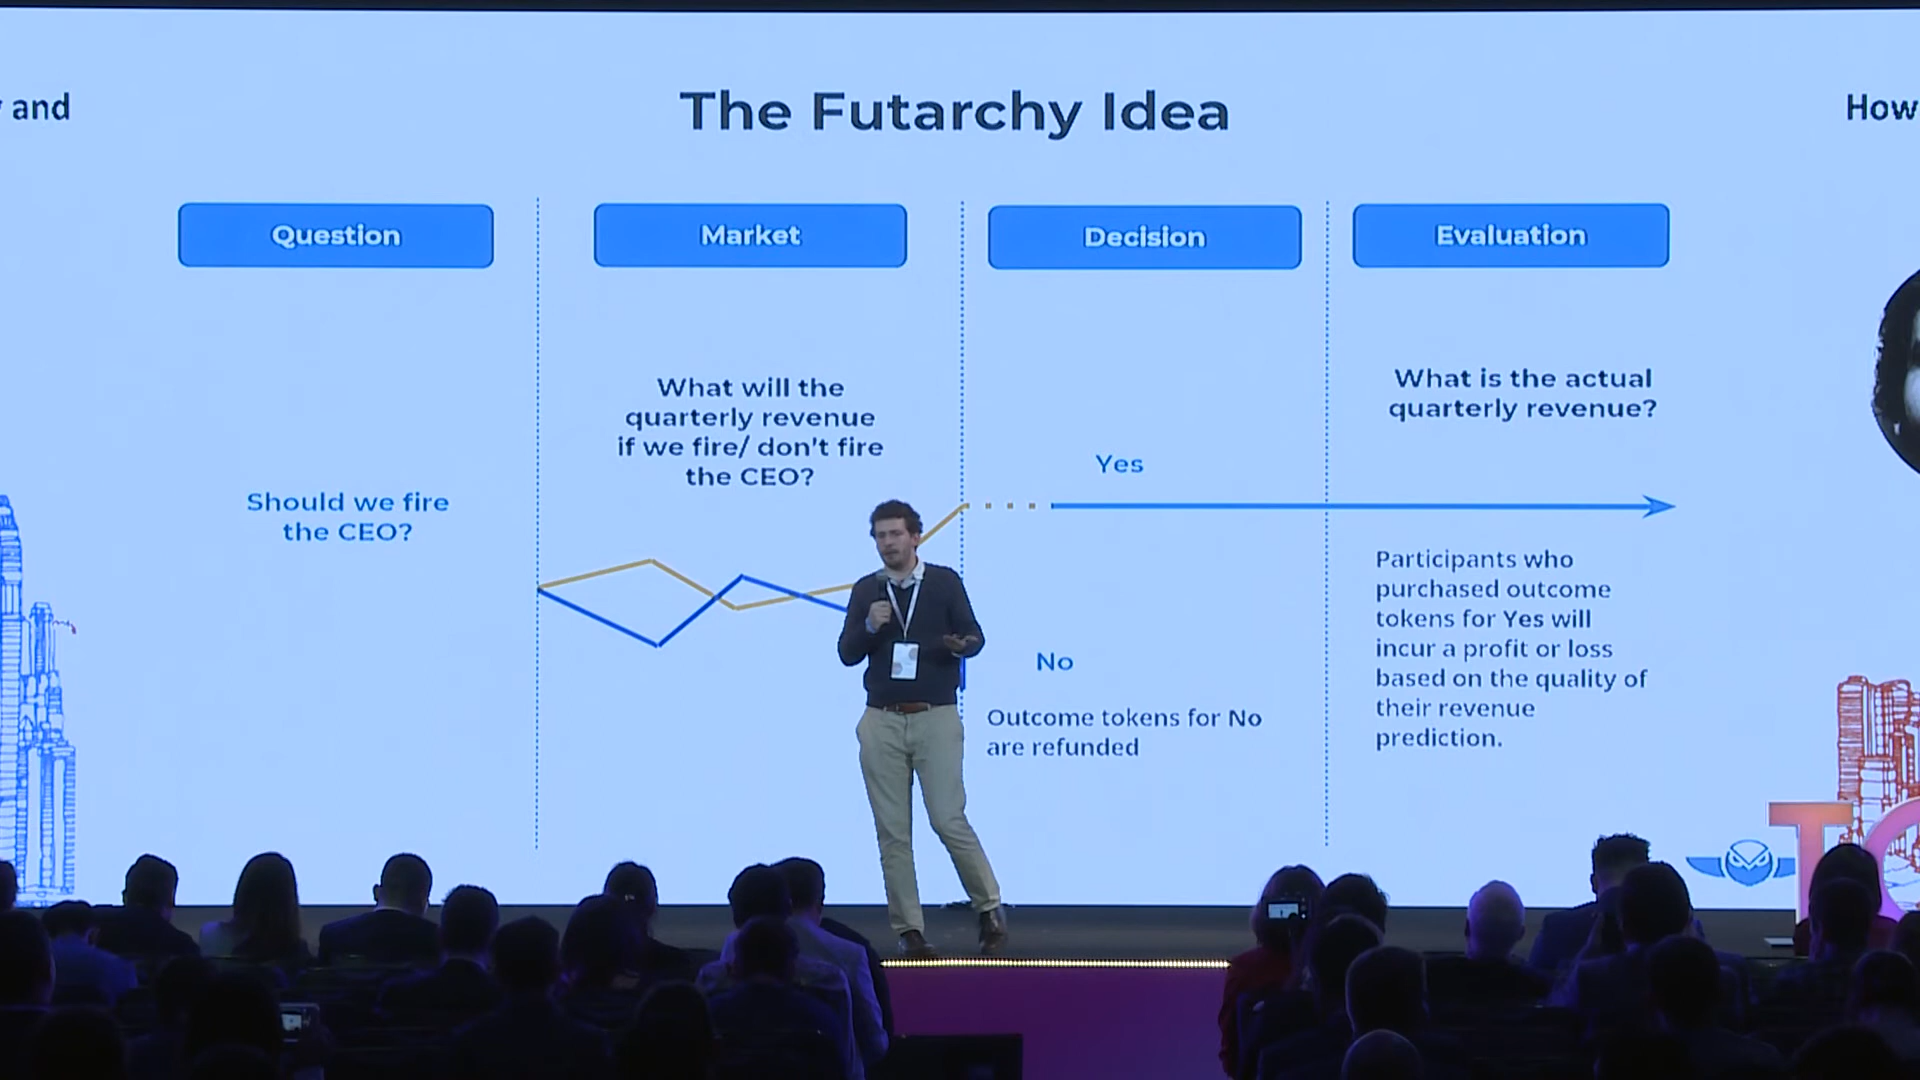 and
The Futarchy Idea
How
Question
Market
Decision
Evaluation
Should we fire
the CEO?
What will the
quarterly revenue
if we fire/ don't fire
the CEO?
Yes
No
Outcome tokens for No
are refunded
What is the actual
quarterly revenue?
Participants who
purchased outcome
tokens for Yes will
incur a profit or loss
based on the quality of
their revenue
prediction.